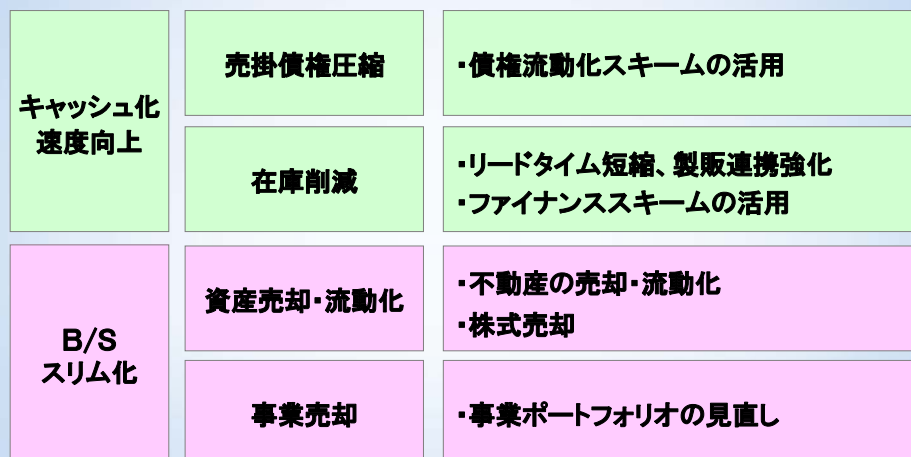 キャッシュ化
速度向上
売掛債権圧縮
・債権流動化スキームの活用
在庫削減
・リードタイム短縮、製販連携強化
・ファイナンススキームの活用
B/S
スリム化
資産売却・流動化
・不動産の売却・流動化
・株式売却
事業売却
・事業ポートフォリオの見直し